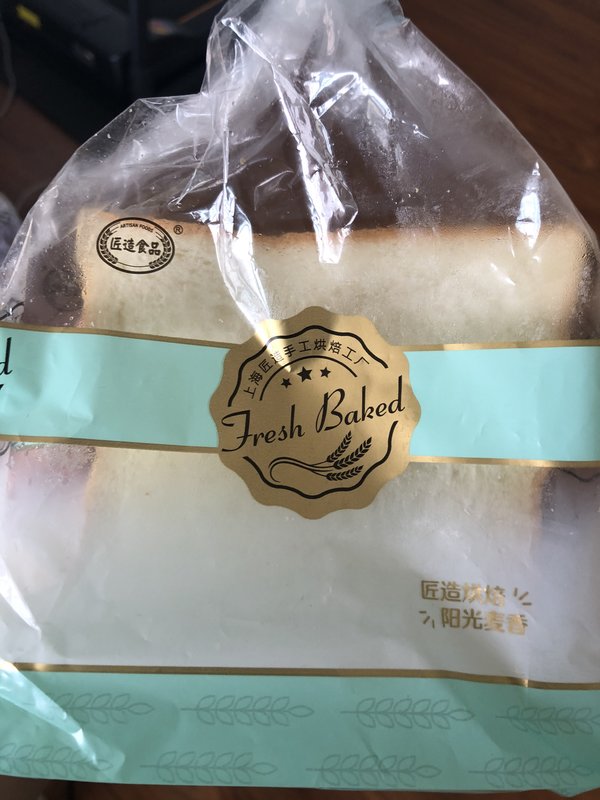 ARTISAN FOODS
匠造食品
®
上海匠造手工烘焙工厂
Fresh Baked
匠造烘焙
阳光麦香